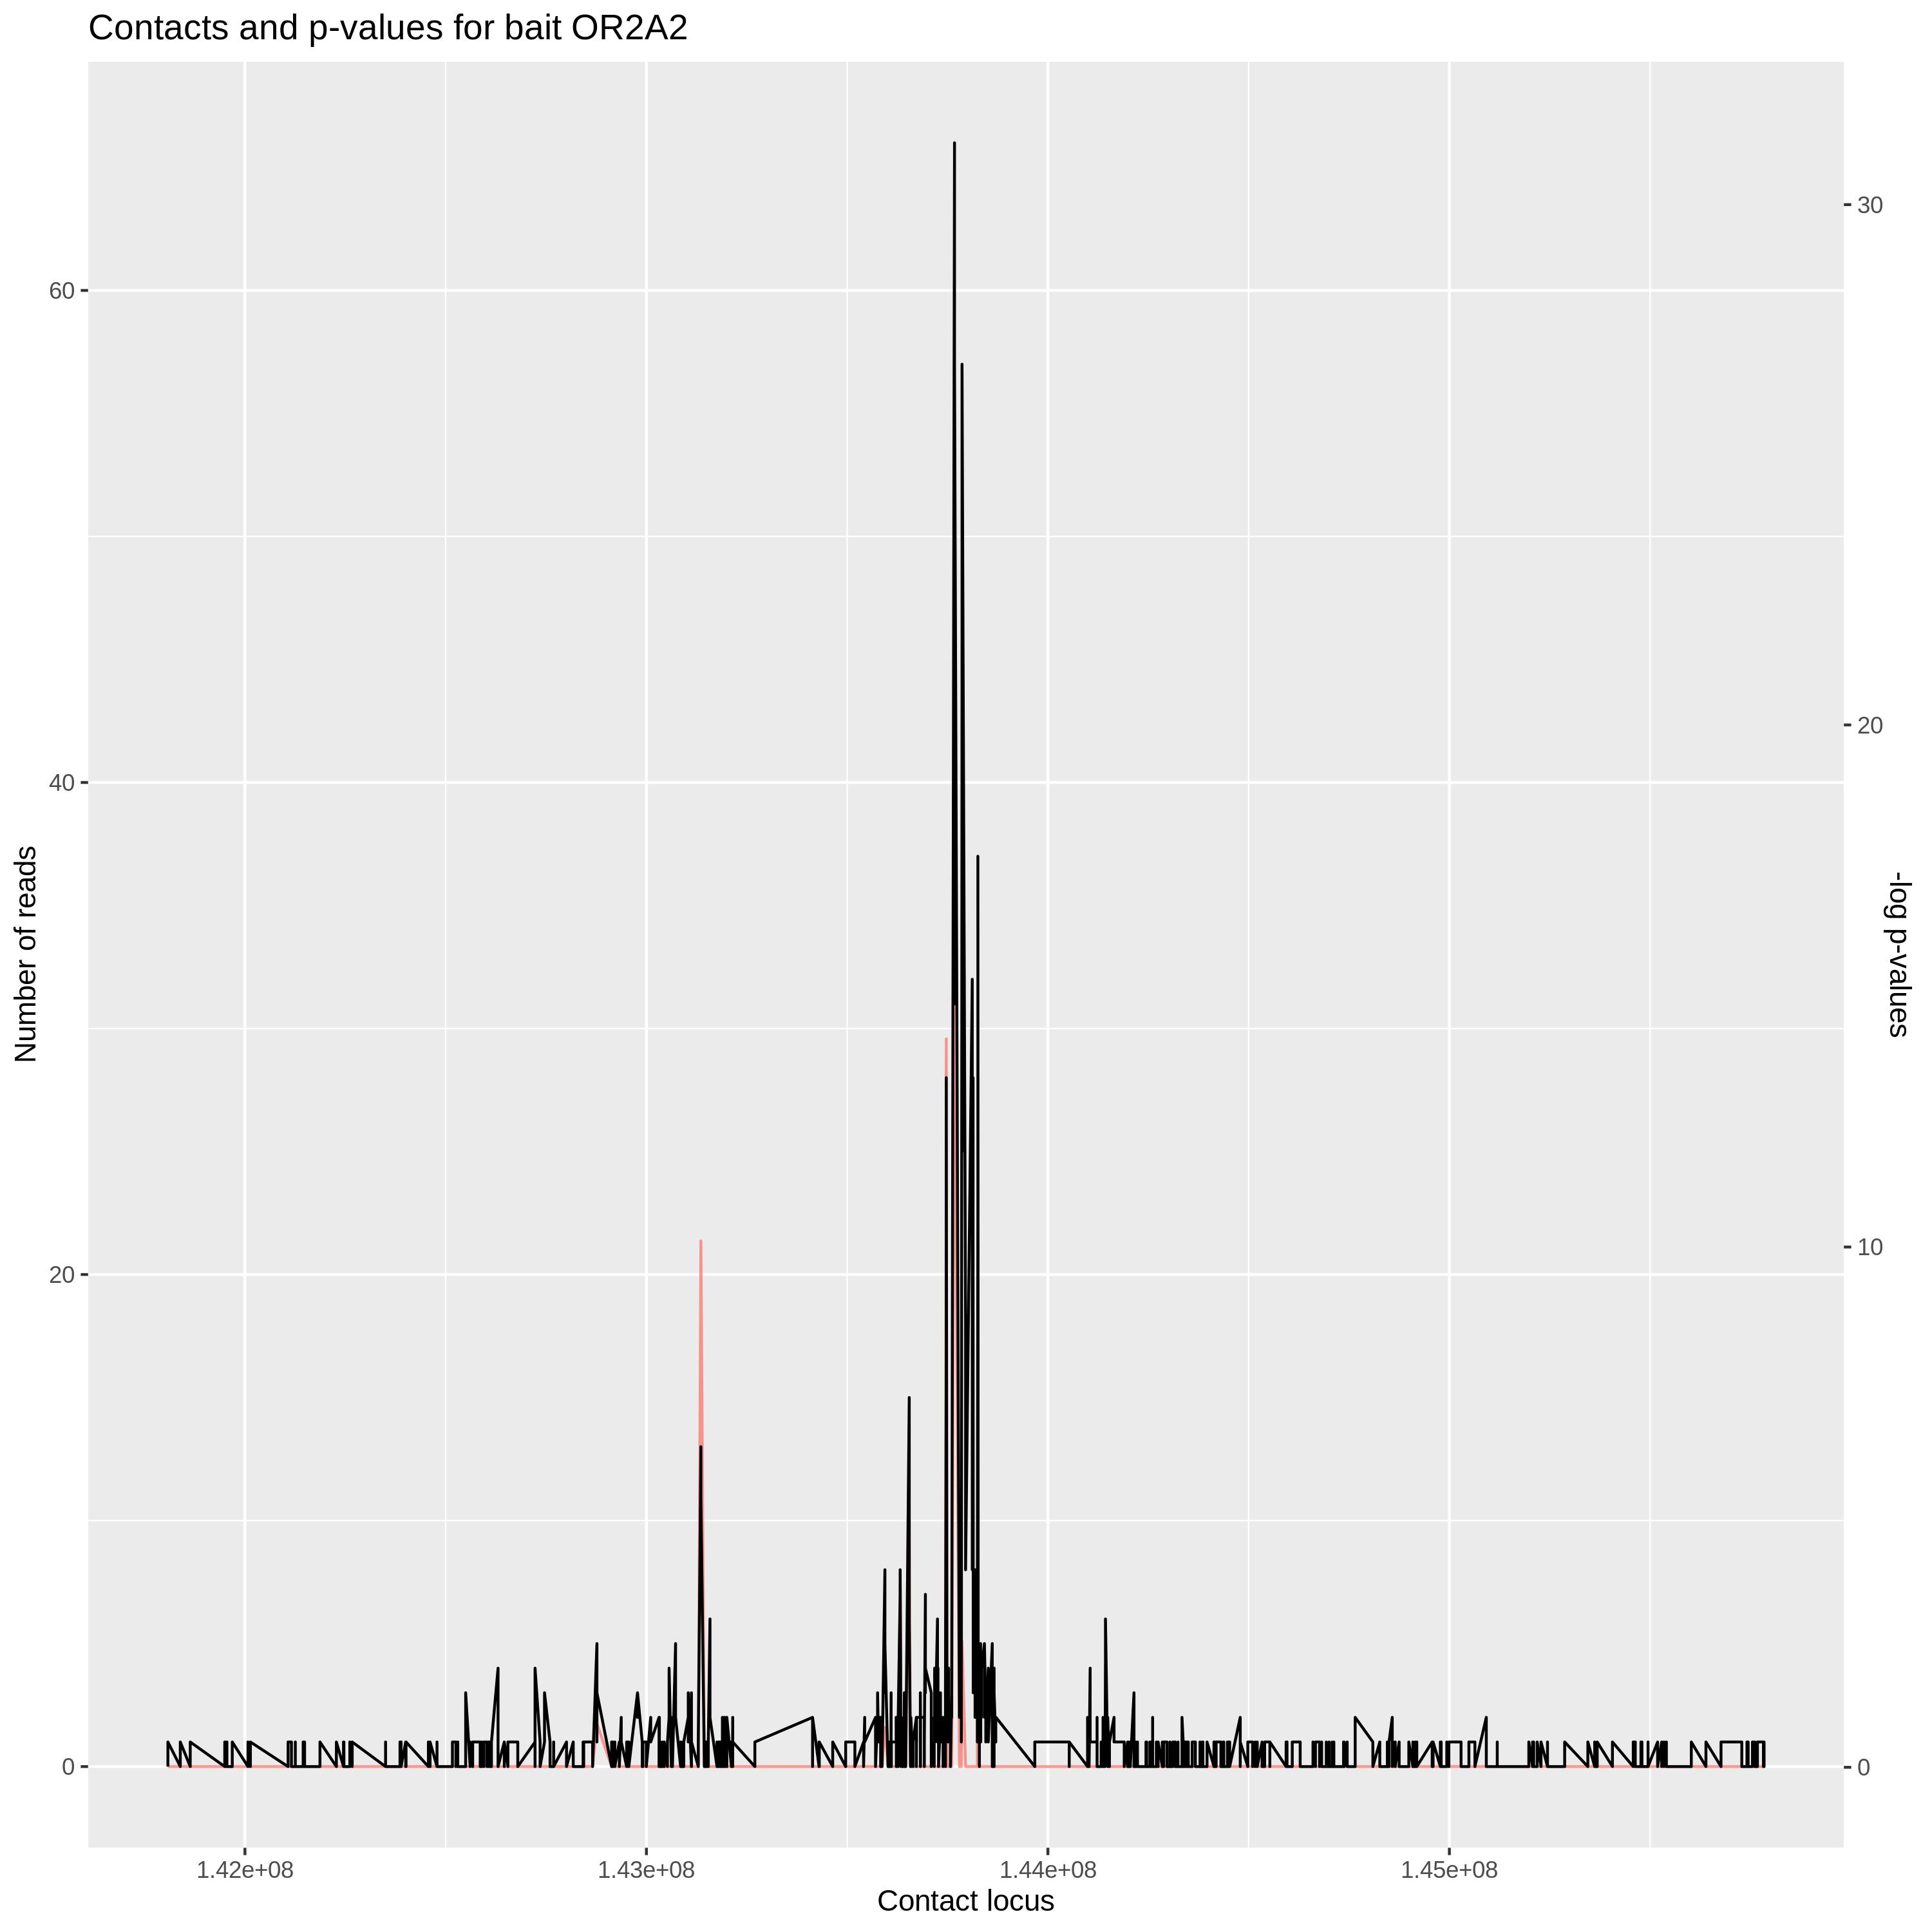 Contacts and p-values for bait OR2A2
Number of reads
60
40
20
0
30
20
10
0
-log p-values
1.42e+08
1.43e+08
1.44e+08
1.45e+08
Contact locus